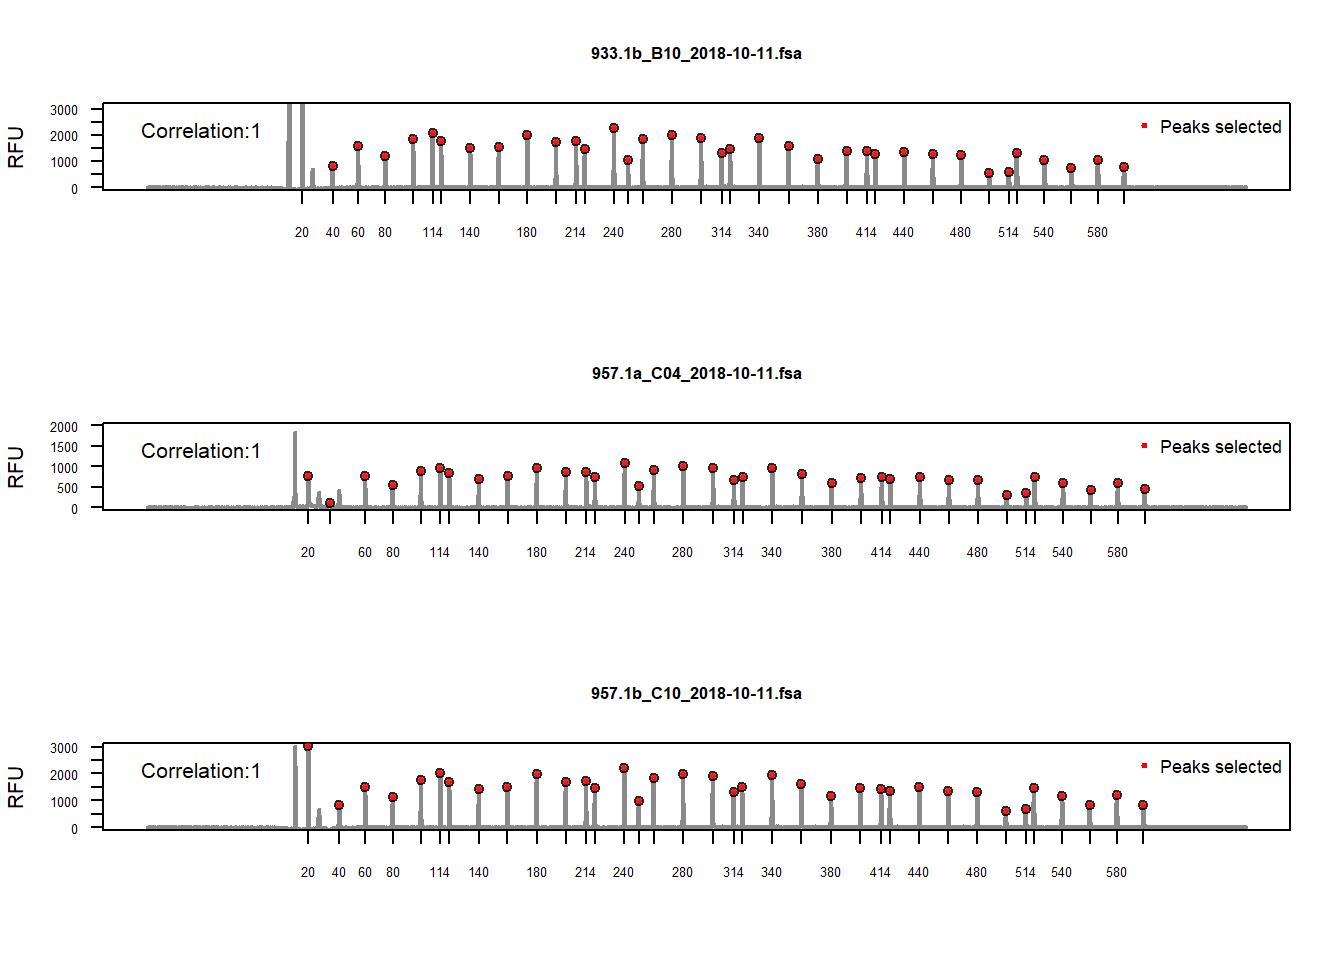 933.1b_B10_2018-10-11.fsa
3000
2000
1000
0
RFU
Correlation:1
Peaks selected
20 40 60 80 114 140 180 214 240 280 314 340 380 414 440 480 514 540 580
957.1a_C04_2018-10-11.fsa
2000
1500
1000
500
0
RFU
Correlation:1
Peaks selected
20 60 80 114 140 180 214 240 280 314 340 380 414 440 480 514 540 580
957.1b_C10_2018-10-11.fsa
3000
2000
1000
0
RFU
Correlation:1
Peaks selected
20 40 60 80 114 140 180 214 240 280 314 340 380 414 440 480 514 540 580